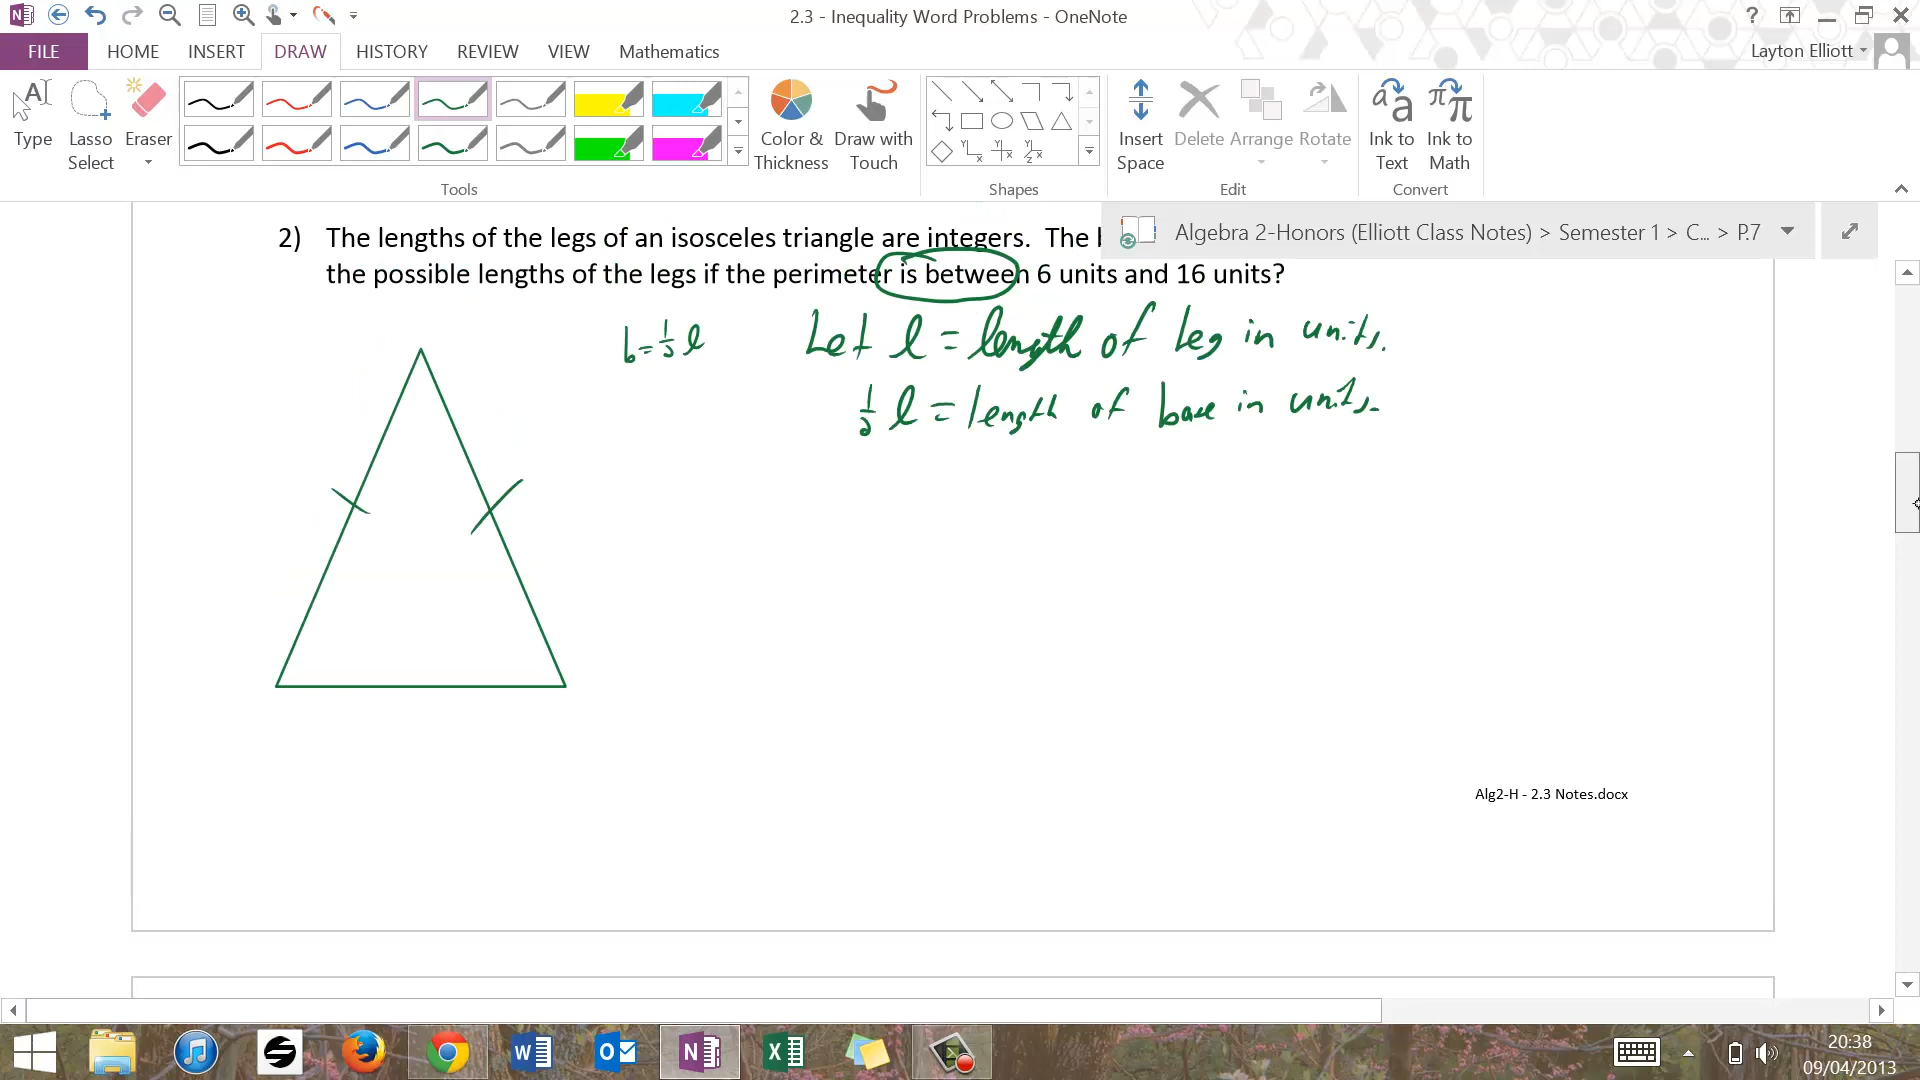 2.3 - Inequality Word Problems - OneNote
?
FILE HOME INSERT DRAW HISTORY REVIEW VIEW Mathematics
Layton Elliott
Type
Lasso Select
Eraser
Color & Thickness
Draw with Touch
Insert Space
Delete
Arrange
Rotate
Ink to Text
Ink to Math
Tools
Shapes
Edit
Convert
Algebra 2-Honors (Elliott Class Notes) > Semester 1 > C... > P.7
2) The lengths of the legs of an isosceles triangle are integers. The
the possible lengths of the legs if the perimeter is between 6 units and 16 units?
b = 1/2 l
Let l = length of leg in units.
1/2 l = length of base in units.
Alg2-H - 2.3 Notes.docx
20:38
09/04/2013